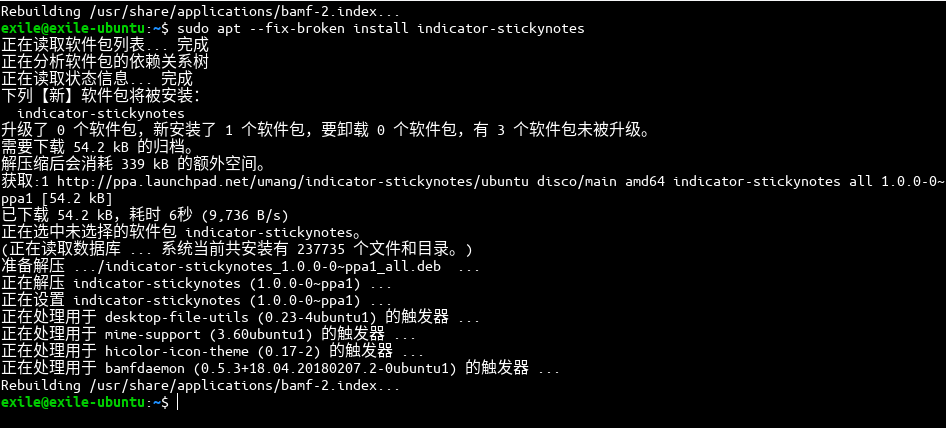 Rebuilding /usr/share/applications/bamf-2.index...
exile@exile-ubuntu:~$ sudo apt --fix-broken install indicator-stickynotes
正在读取软件包列表... 完成
正在分析软件包的依赖关系树
正在读取状态信息... 完成
下列【新】软件包将被安装：
  indicator-stickynotes
升级了 0 个软件包，新安装了 1 个软件包，要卸载 0 个软件包，有 3 个软件包未被升级。
需要下载 54.2 kB 的归档。
解压缩后会消耗 339 kB 的额外空间。
获取:1 http://ppa.launchpad.net/umang/indicator-stickynotes/ubuntu disco/main amd64 indicator-stickynotes all 1.0.0-0~
ppa1 [54.2 kB]
已下载 54.2 kB，耗时 6秒 (9,736 B/s)
正在选中未选择的软件包 indicator-stickynotes。
(正在读取数据库 ... 系统当前共安装有 237735 个文件和目录。)
准备解压 .../indicator-stickynotes_1.0.0-0~ppa1_all.deb  ...
正在解压 indicator-stickynotes (1.0.0-0~ppa1) ...
正在设置 indicator-stickynotes (1.0.0-0~ppa1) ...
正在处理用于 desktop-file-utils (0.23-4ubuntu1) 的触发器 ...
正在处理用于 mime-support (3.60ubuntu1) 的触发器 ...
正在处理用于 hicolor-icon-theme (0.17-2) 的触发器 ...
正在处理用于 bamfdaemon (0.5.3+18.04.20180207.2-0ubuntu1) 的触发器 ...
Rebuilding /usr/share/applications/bamf-2.index...
exile@exile-ubuntu:~$